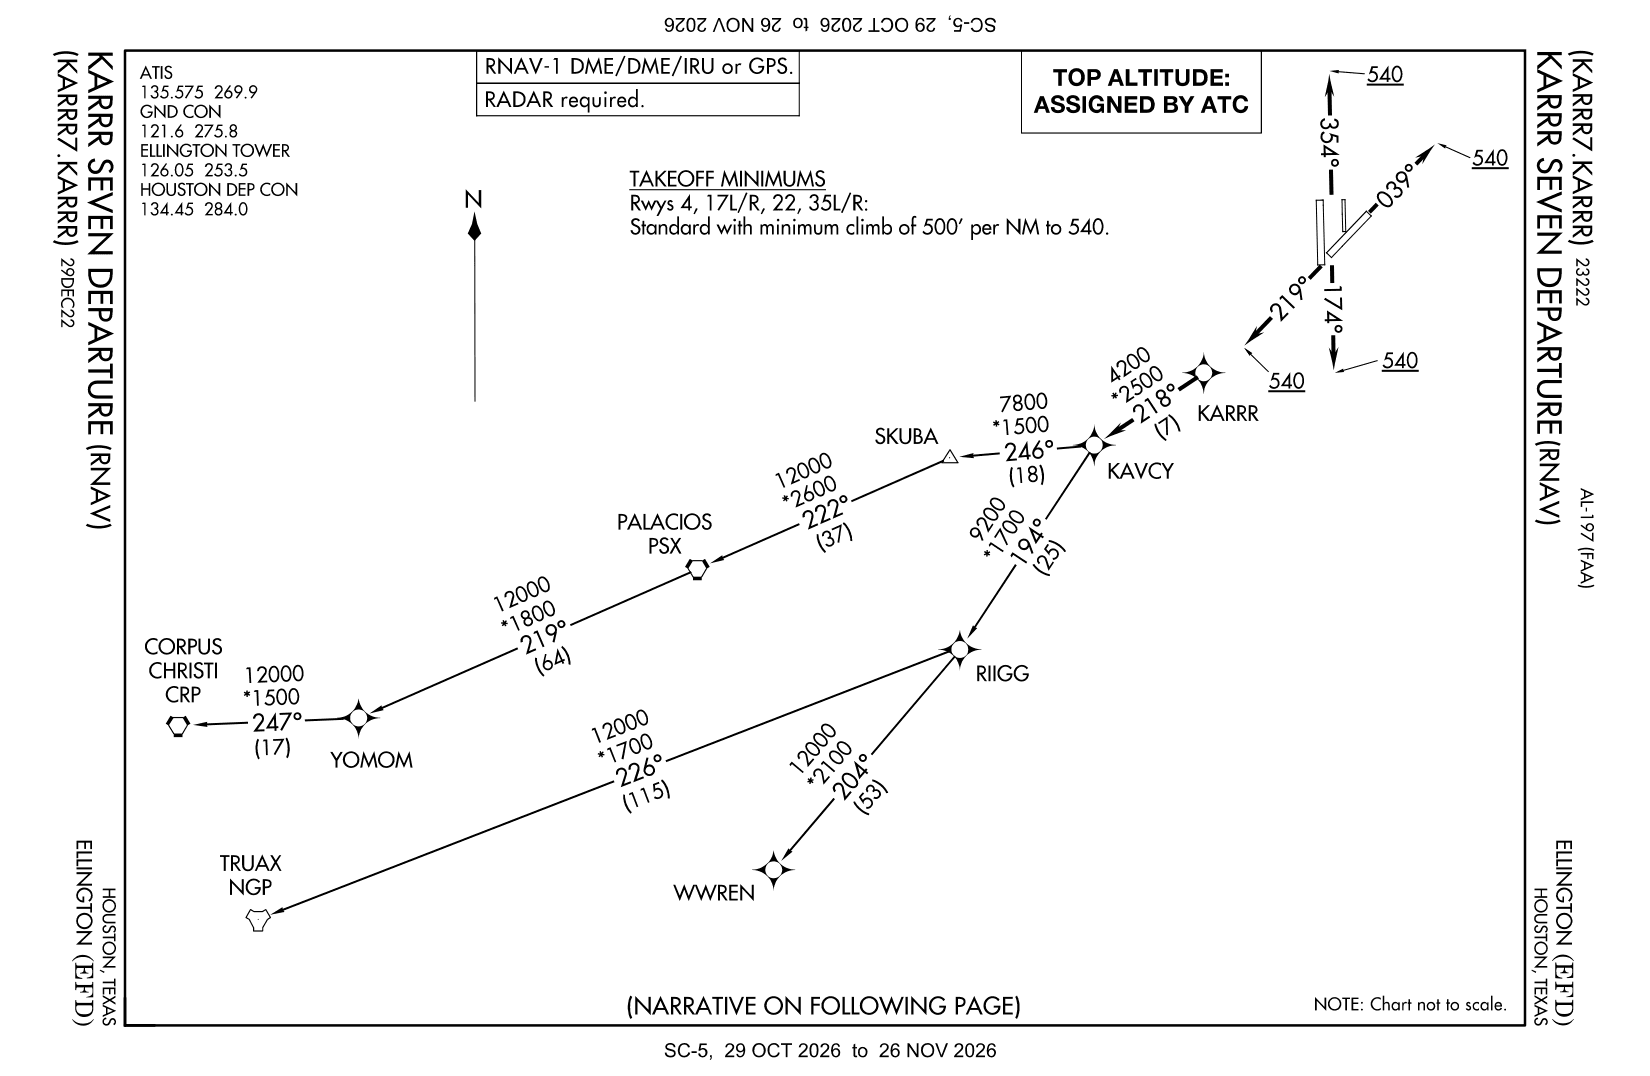 SC-5, 29 OCT 2026 to 26 NOV 2026
(KARRR7.KARRR) 29DEC22
KARRR SEVEN DEPARTURE (RNAV)
ELLINGTON (EFD)
HOUSTON, TEXAS
ATIS
135.575 269.9
GND CON
121.6 275.8
ELLINGTON TOWER
126.05 253.5
HOUSTON DEP CON
134.45 284.0
RNAV-1 DME/DME/IRU or GPS.
RADAR required.
TOP ALTITUDE:
ASSIGNED BY ATC
TAKEOFF MINIMUMS
Rwys 4, 17L/R, 22, 35L/R:
Standard with minimum climb of 500′ per NM to 540.
N
540
354°
540
039°
219°
174°
540
540
4200
*2500
218°
(7)
KARRR
7800
*1500
246°
(18)
KAVCY
SKUBA
12000
*2600
222°
(37)
PALACIOS
PSX
9200
*1700
194°
(25)
12000
*1800
219°
(64)
CORPUS
CHRISTI
CRP
12000
*1500
247°
(17)
YOMOM
RIIGG
12000
*1700
226°
(115)
12000
*2100
204°
(53)
TRUAX
NGP
WWREN
(NARRATIVE ON FOLLOWING PAGE)
NOTE: Chart not to scale.
(KARRR7.KARRR) 23222
KARRR SEVEN DEPARTURE (RNAV)
AL-197 (FAA)
ELLINGTON (EFD)
HOUSTON, TEXAS
SC-5, 29 OCT 2026 to 26 NOV 2026